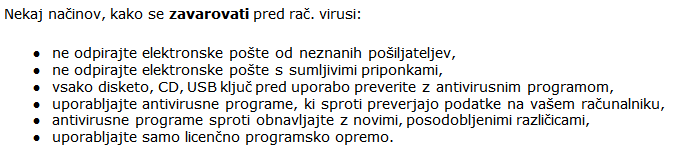 Nekaj načinov, kako se zavarovati pred rač. virusi:
• ne odpirajte elektronske pošte od neznanih pošiljateljev,
• ne odpirajte elektronske pošte s sumljivimi priponkami,
• vsako disketo, CD, USB ključ pred uporabo preverite z antivirusnim programom,
• uporabljajte antivirusne programe, ki sproti preverjajo podatke na vašem računalniku,
• antivirusne programe sproti obnavljajte z novimi, posodobljenimi različicami,
• uporabljajte samo licenčno programsko opremo.